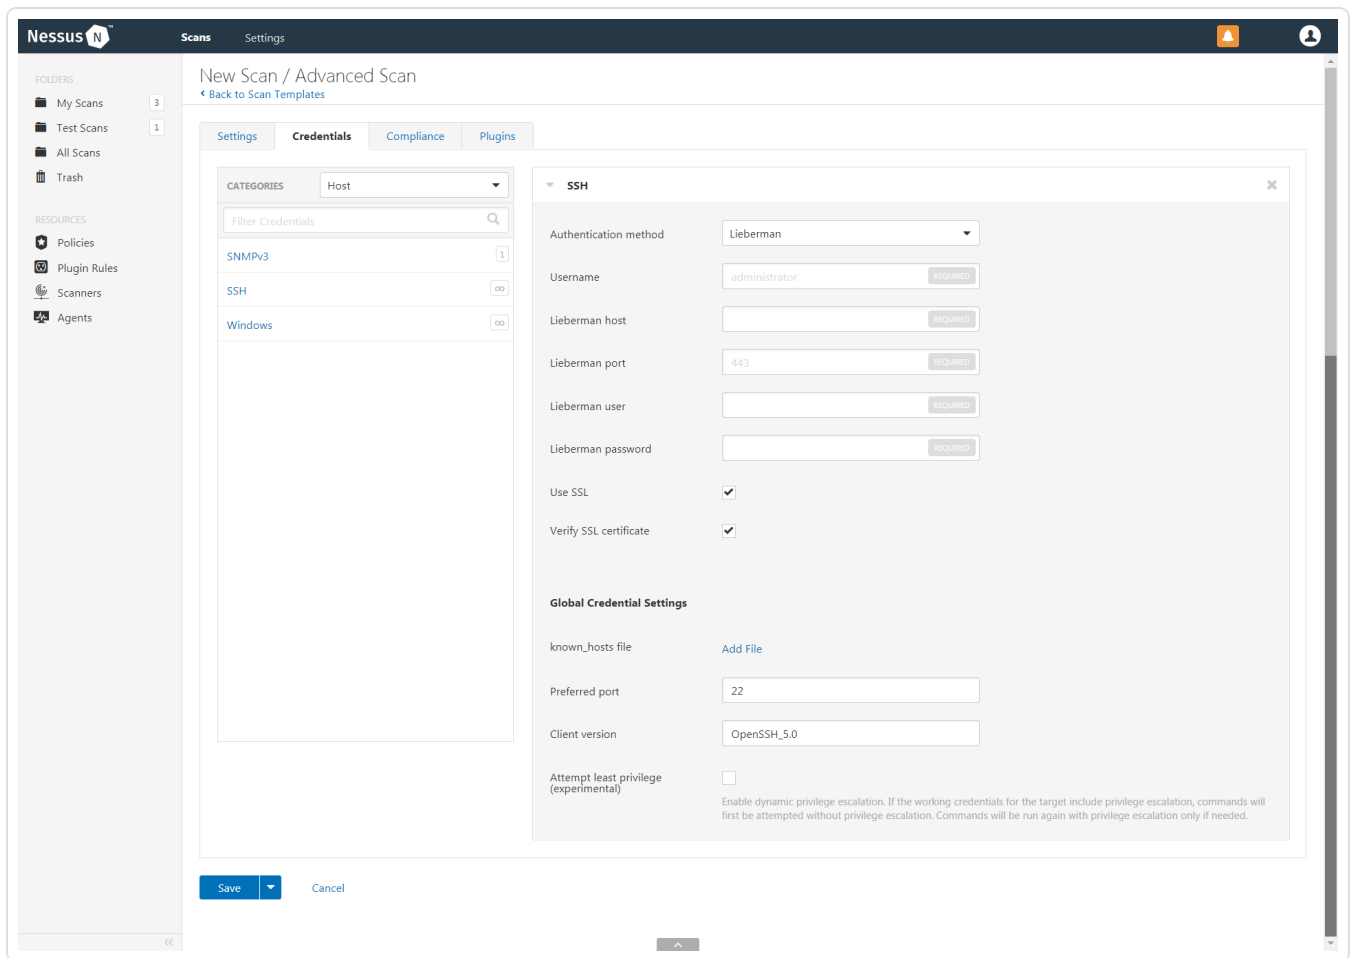 Nessus N ™
Scans Settings
FOLDERS
My Scans 3
Test Scans 1
All Scans
Trash
RESOURCES
Policies
Plugin Rules
Scanners
Agents
New Scan / Advanced Scan
Back to Scan Templates
Settings Credentials Compliance Plugins
CATEGORIES Host
Filter Credentials
SNMPv3 1
SSH ∞
Windows ∞
SSH
Authentication method Lieberman
Username administrator REQUIRED
Lieberman host REQUIRED
Lieberman port 443 REQUIRED
Lieberman user REQUIRED
Lieberman password REQUIRED
Use SSL
Verify SSL certificate
Global Credential Settings
known_hosts file Add File
Preferred port 22
Client version OpenSSH_5.0
Attempt least privilege
(experimental)
Enable dynamic privilege escalation. If the working credentials for the target include privilege escalation, commands will
first be attempted without privilege escalation. Commands will be run again with privilege escalation only if needed.
Save Cancel